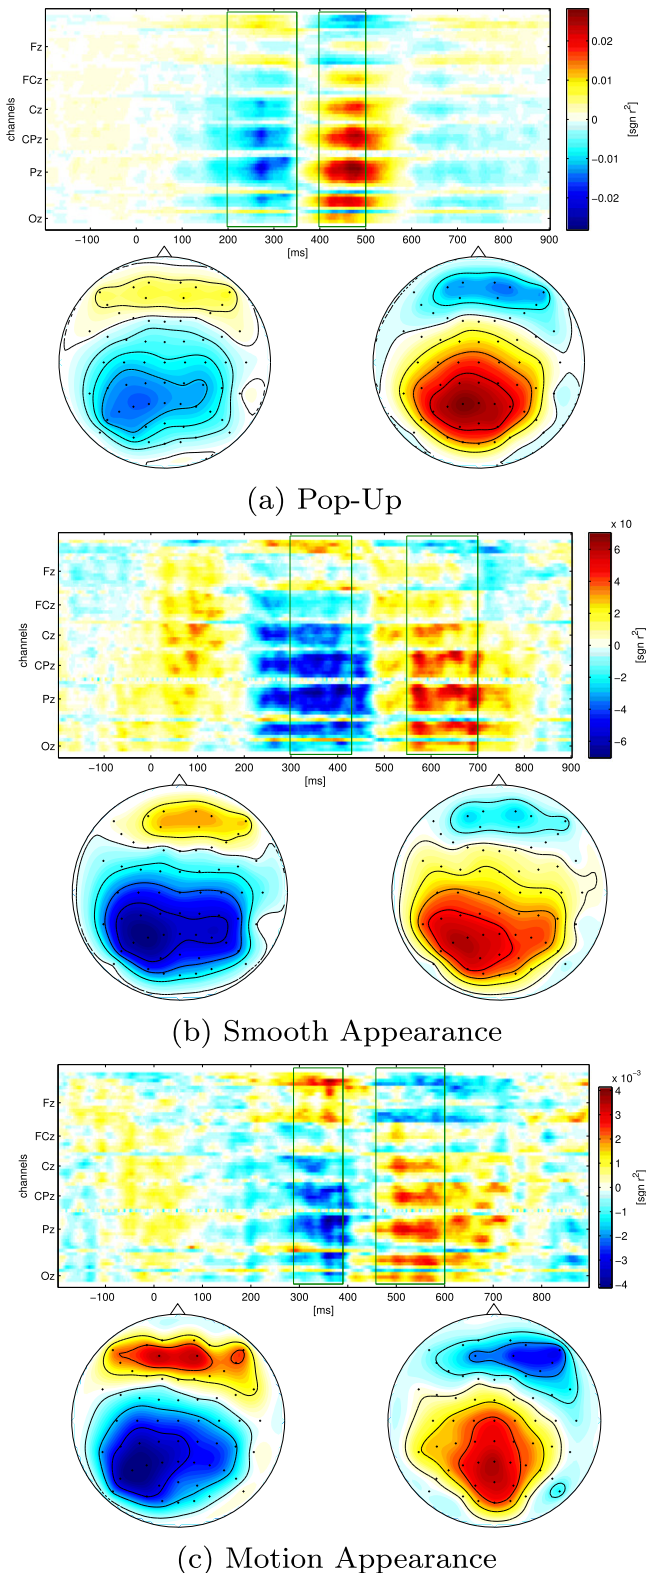 Fz
FCz
Cz
CPz
Pz
Oz
channels
−100 0 100 200 300 400 500 600 700 800 900
[ms]
0.02
0.01
0
−0.01
−0.02
[sgn r²]
(a) Pop-Up
Fz
FCz
Cz
CPz
Pz
Oz
channels
−100 0 100 200 300 400 500 600 700 800 900
[ms]
x 10
6
4
2
0
−2
−4
−6
[sgn r²]
(b) Smooth Appearance
Fz
FCz
Cz
CPz
Pz
Oz
channels
−100 0 100 200 300 400 500 600 700 800
[ms]
x 10⁻³
4
3
2
1
0
−1
−2
−3
−4
[sgn r²]
(c) Motion Appearance